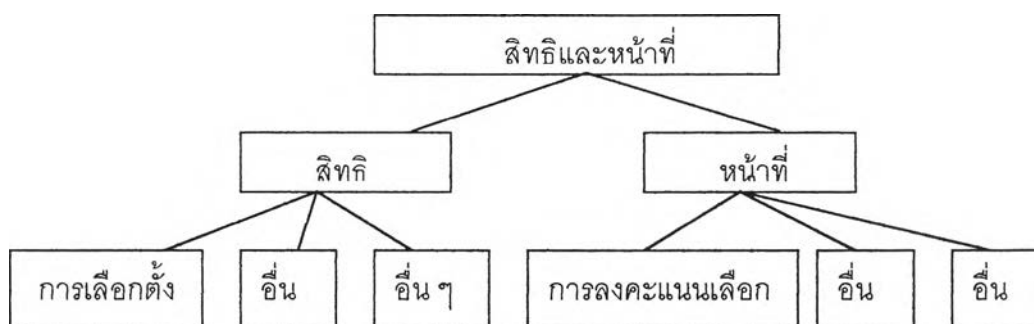 สิทธิและหน้าที่
สิทธิ หน้าที่
การเลือกตั้ง อื่น อื่น ๆ การลงคะแนนเลือก อื่น อื่น